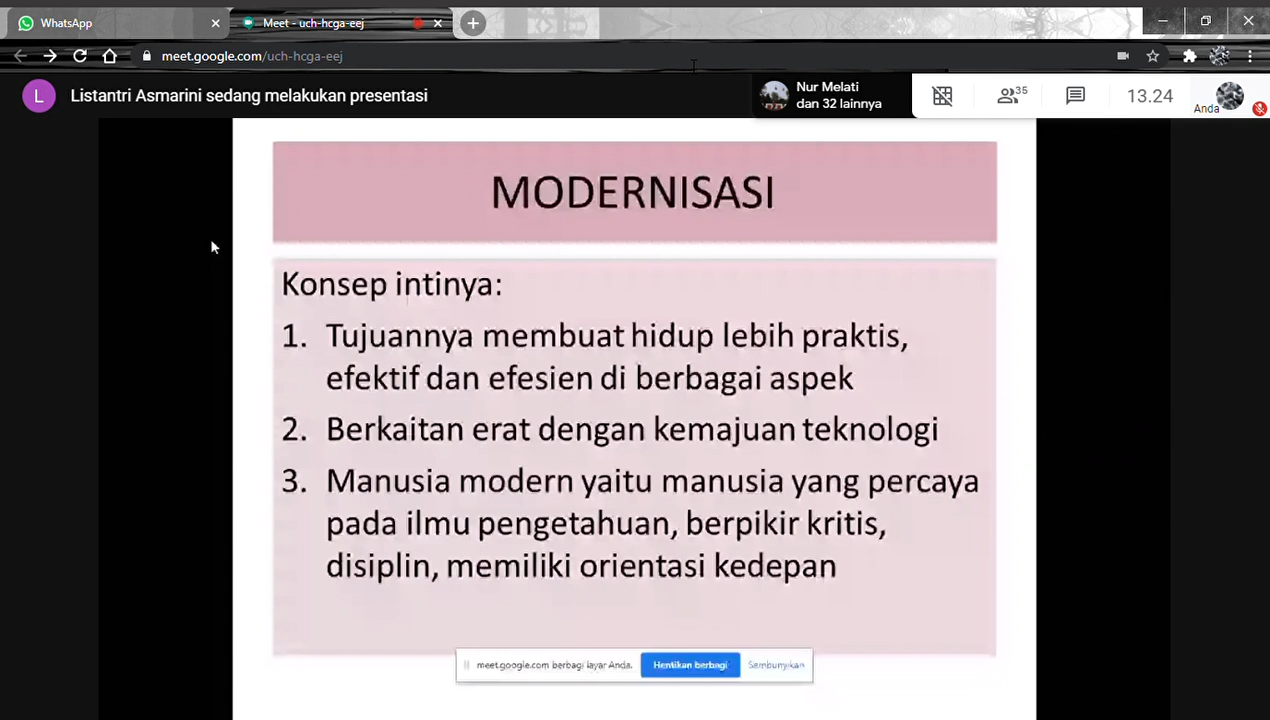 WhatsApp
Meet - uch-hcga-eej
meet.google.com/uch-hcga-eej
L
Listantri Asmarini sedang melakukan presentasi
Nur Melati
dan 32 lainnya
35
13.24
Anda
MODERNISASI
Konsep intinya:
1. Tujuannya membuat hidup lebih praktis,
efektif dan efesien di berbagai aspek
2. Berkaitan erat dengan kemajuan teknologi
3. Manusia modern yaitu manusia yang percaya
pada ilmu pengetahuan, berpikir kritis,
disiplin, memiliki orientasi kedepan
meet.google.com berbagi layar Anda.
Hentikan berbagi
Sembunyikan